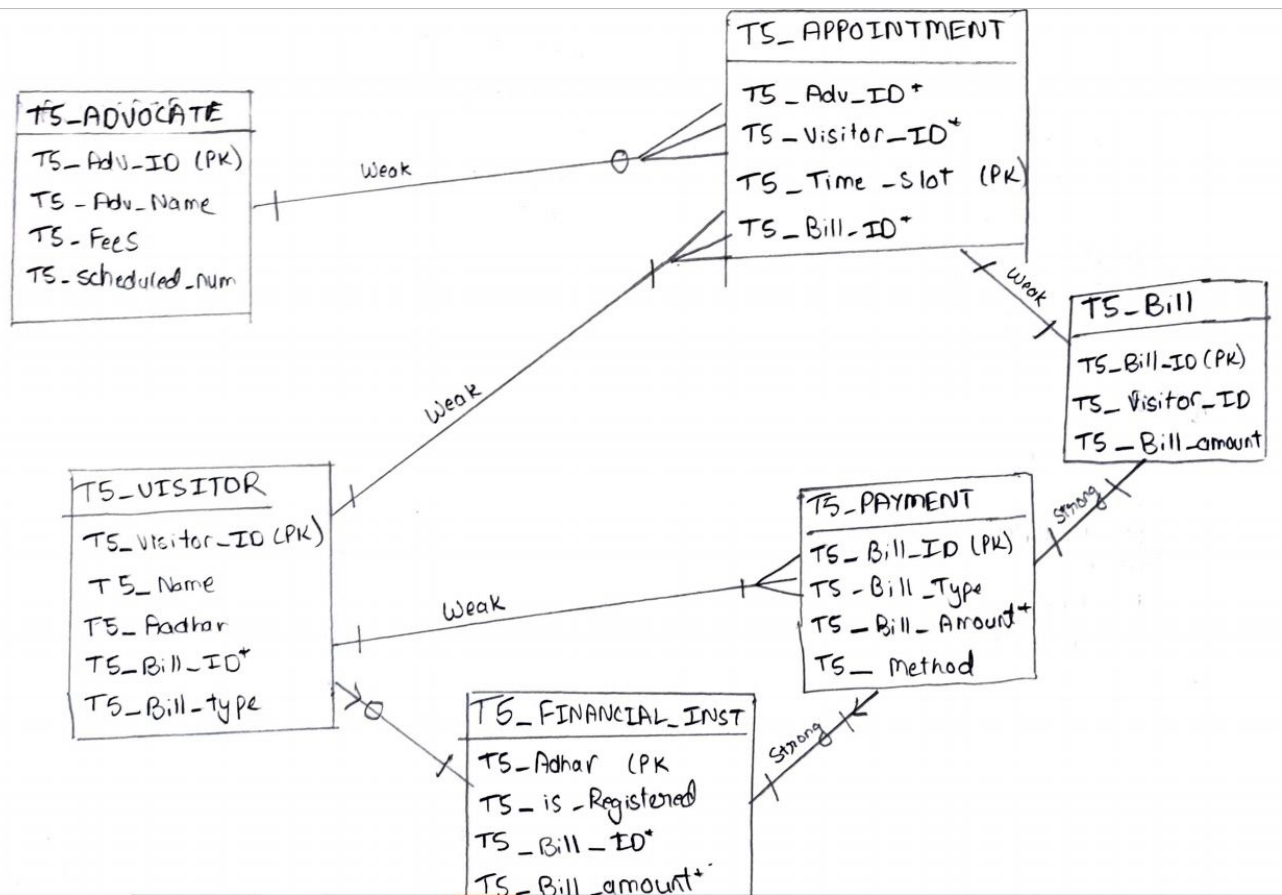 T5_ADVOCATE
T5_Adv_ID (PK)
T5_Adv_Name
T5_Fees
T5_scheduled_num
Weak
T5_APPOINTMENT
T5_Adv_ID*
T5_Visitor_ID*
T5_Time_Slot (PK)
T5_Bill_ID*
Weak
T5_Bill
T5_Bill_ID (PK)
T5_Visitor_ID
T5_Bill_amount
Weak
T5_VISITOR
T5_Visitor_ID (PK)
T5_Name
T5_Aadhar
T5_Bill_ID*
T5_Bill_type
Weak
T5_PAYMENT
T5_Bill_ID (PK)
T5_Bill_Type
T5_Bill_Amount*
T5_Method
Strong
Strong
T5_FINANCIAL_INST
T5_Adhar (PK
T5_is_Registered
T5_Bill_ID*
T5_Bill_amount*